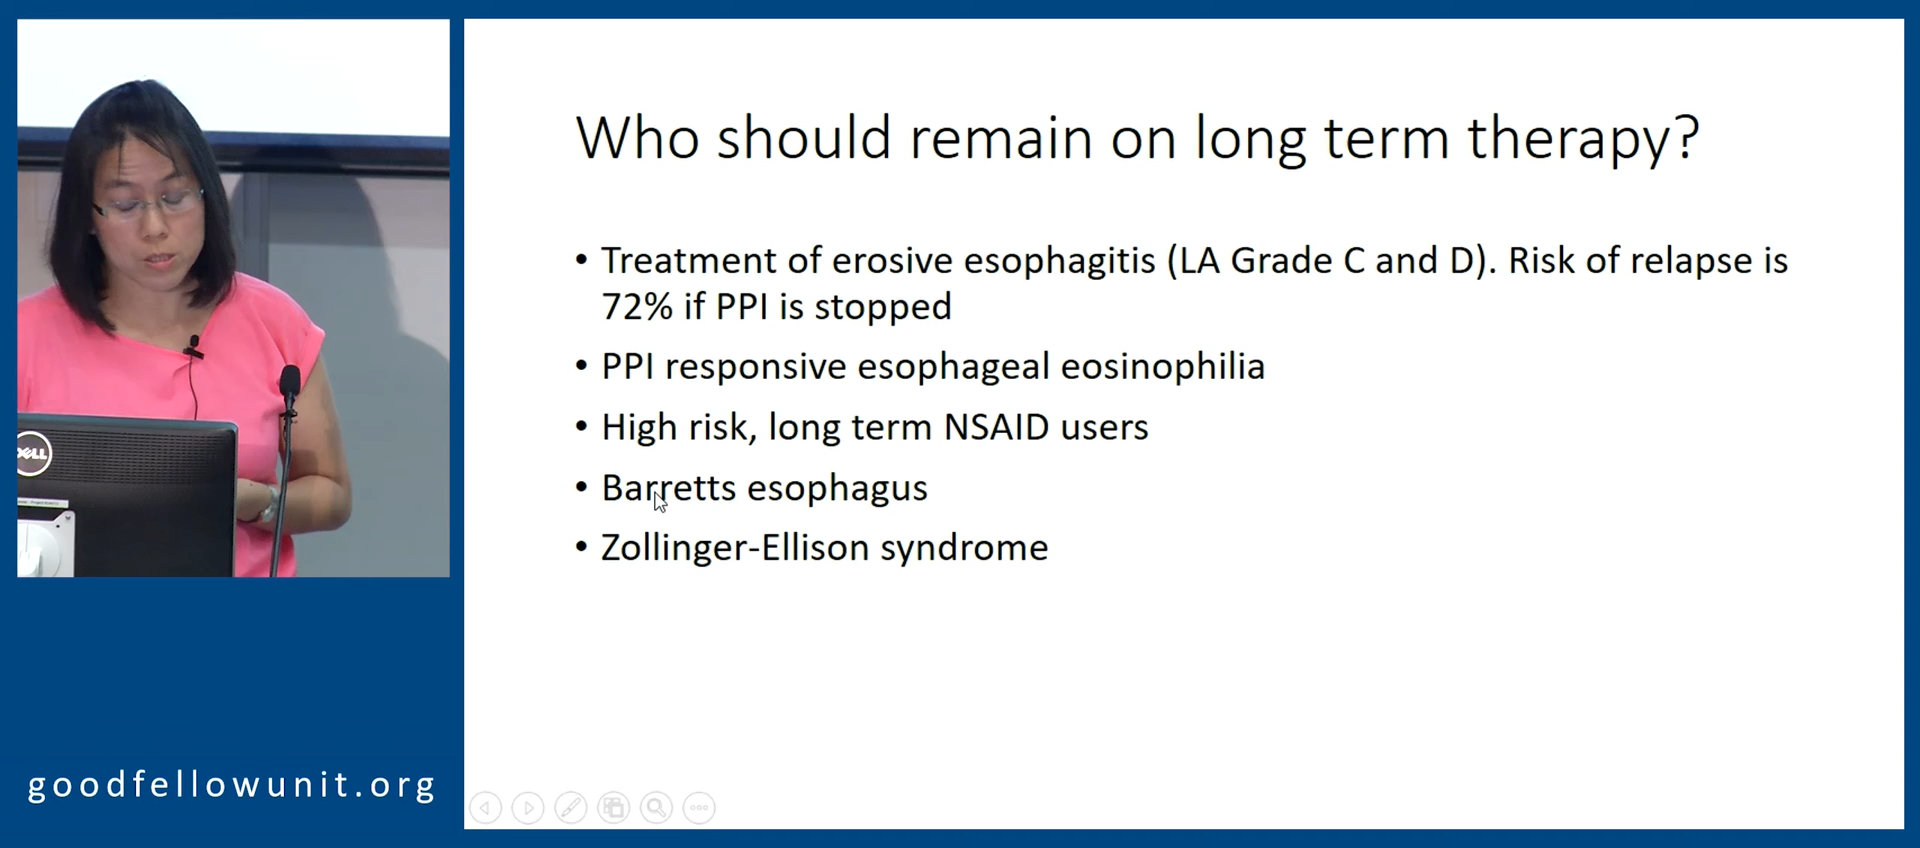 Who should remain on long term therapy?
• Treatment of erosive esophagitis (LA Grade C and D). Risk of relapse is
72% if PPI is stopped
• PPI responsive esophageal eosinophilia
• High risk, long term NSAID users
• Barretts esophagus
• Zollinger-Ellison syndrome
DELL
goodfellowunit.org